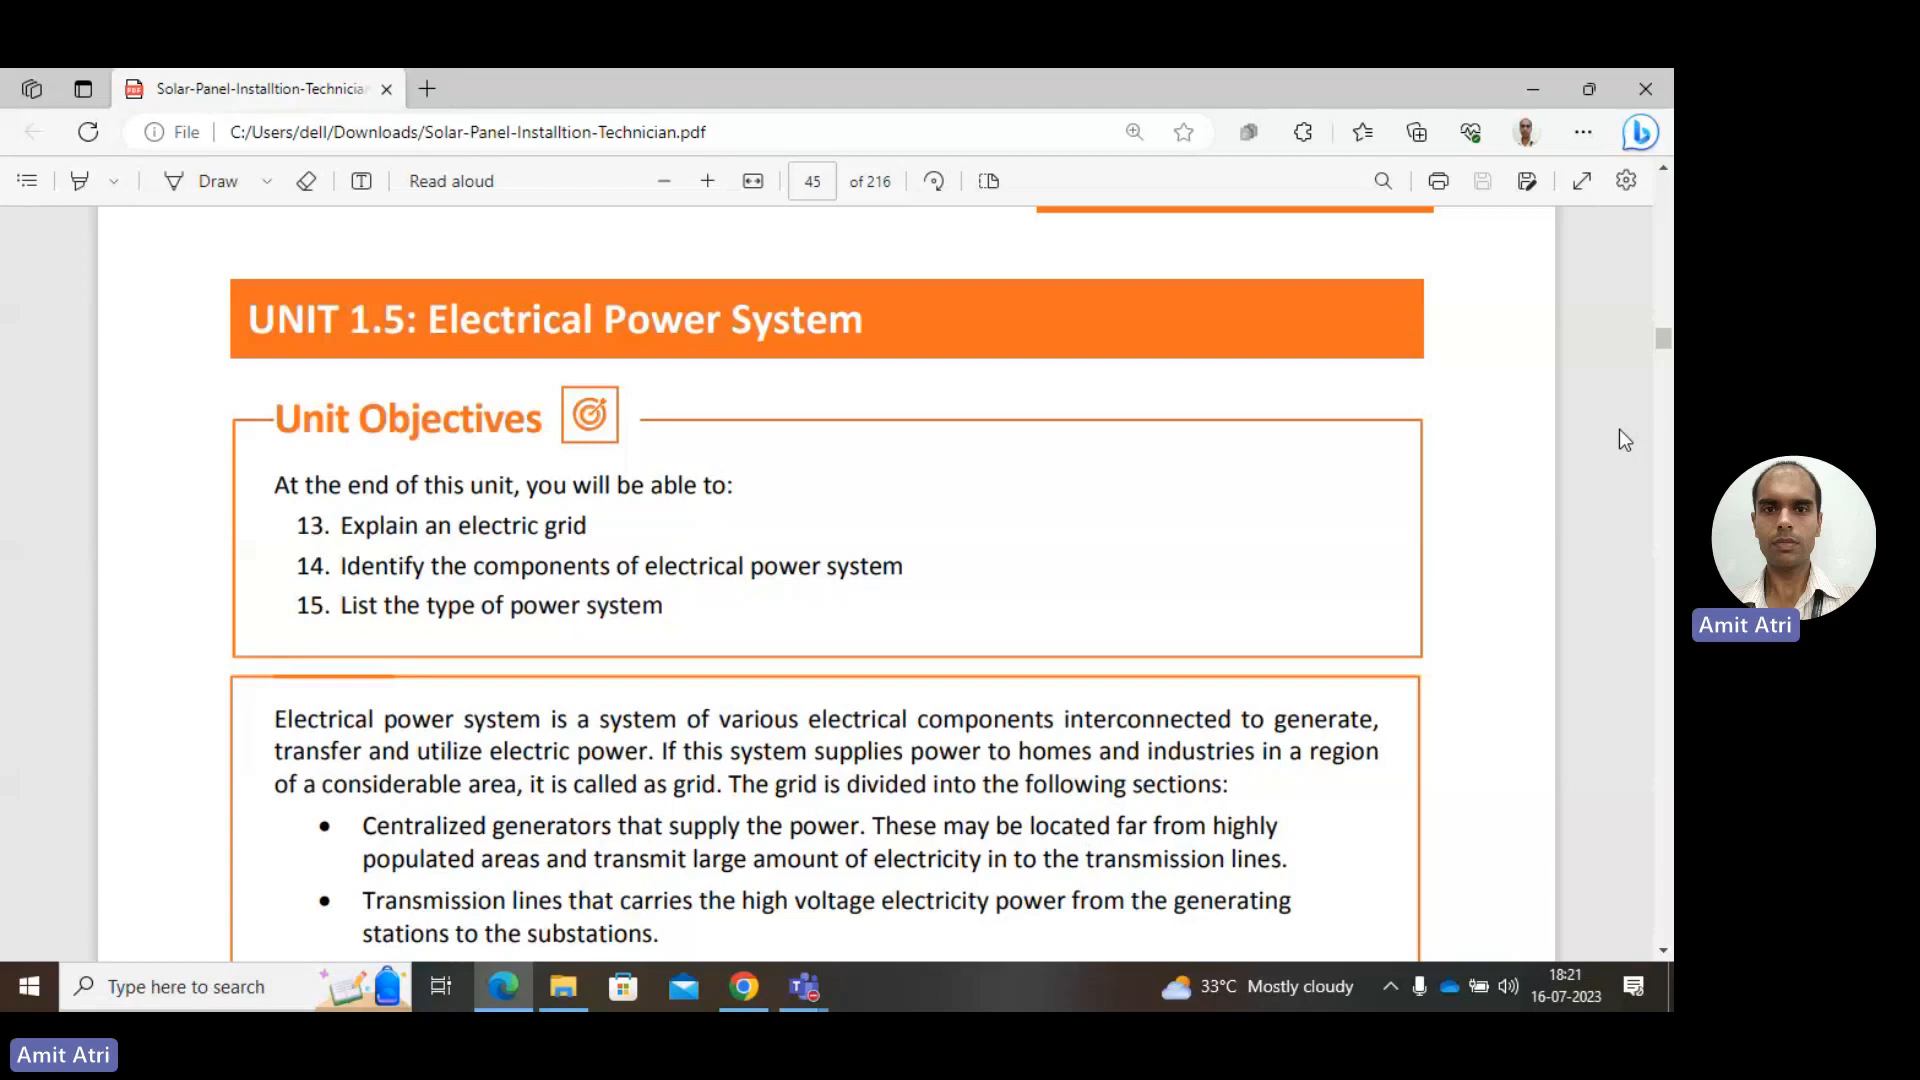 Solar-Panel-Installtion-Technicia
File
C:/Users/dell/Downloads/Solar-Panel-Installtion-Technician.pdf
Draw
Read aloud
45
of 216
UNIT 1.5: Electrical Power System
Unit Objectives
At the end of this unit, you will be able to:
13. Explain an electric grid
14. Identify the components of electrical power system
15. List the type of power system
Electrical power system is a system of various electrical components interconnected to generate,
transfer and utilize electric power. If this system supplies power to homes and industries in a region
of a considerable area, it is called as grid. The grid is divided into the following sections:
• Centralized generators that supply the power. These may be located far from highly
populated areas and transmit large amount of electricity in to the transmission lines.
• Transmission lines that carries the high voltage electricity power from the generating
stations to the substations.
Amit Atri
Type here to search
33°C Mostly cloudy
18:21
16-07-2023
Amit Atri